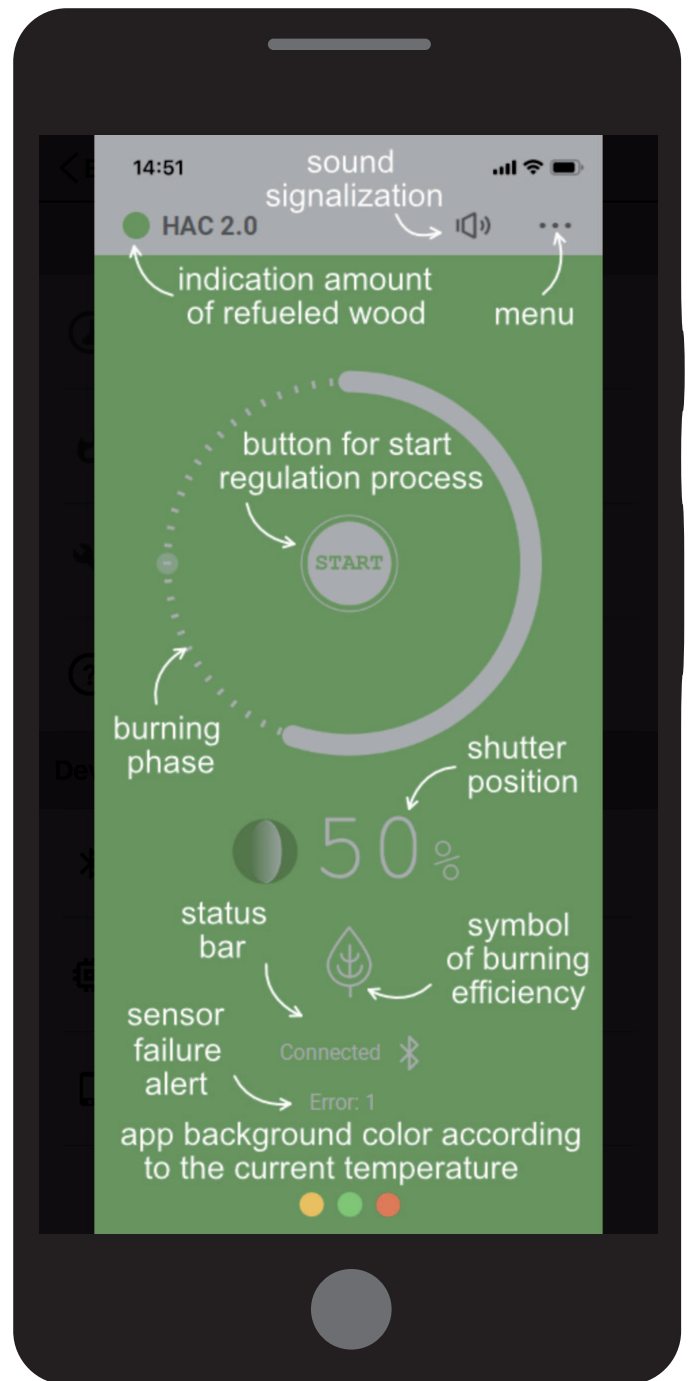 14:51
sound
signalization
HAC 2.0
indication amount
of refueled wood
menu
button for start
regulation process
START
burning
phase
shutter
position
50%
status
bar
symbol
of burning
efficiency
sensor
failure
alert
Connected
Error: 1
app background color according
to the current temperature